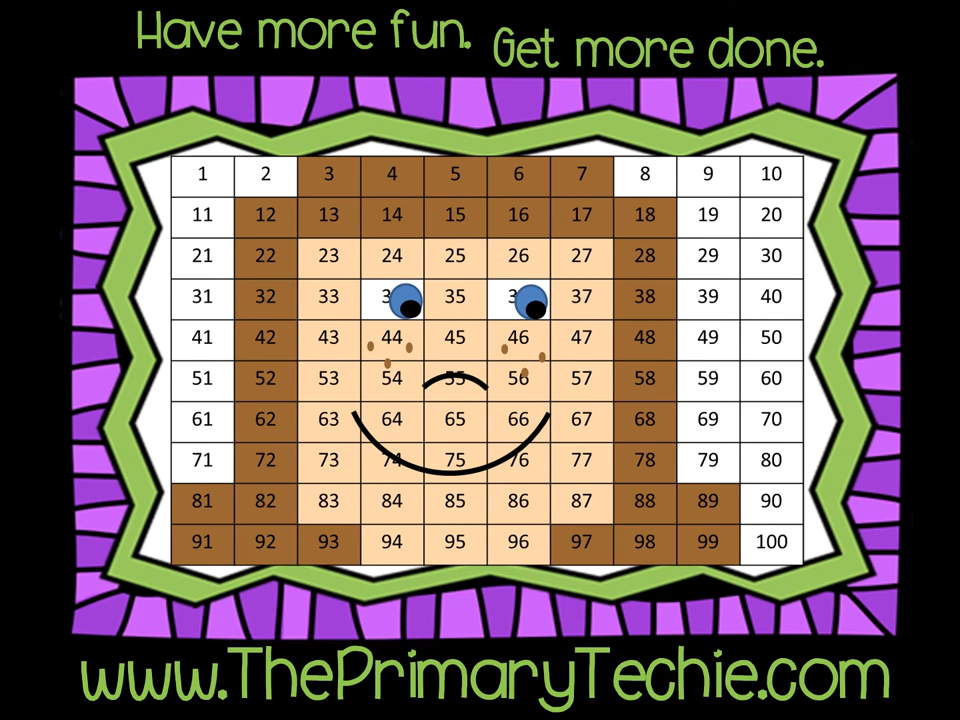 Have more fun. Get more done.
1 2 3 4 5 6 7 8 9 10
11 12 13 14 15 16 17 18 19 20
21 22 23 24 25 26 27 28 29 30
31 32 33 3 35 3 37 38 39 40
41 42 43 44 45 46 47 48 49 50
51 52 53 54 55 56 57 58 59 60
61 62 63 64 65 66 67 68 69 70
71 72 73 74 75 76 77 78 79 80
81 82 83 84 85 86 87 88 89 90
91 92 93 94 95 96 97 98 99 100
www.ThePrimaryTechie.com